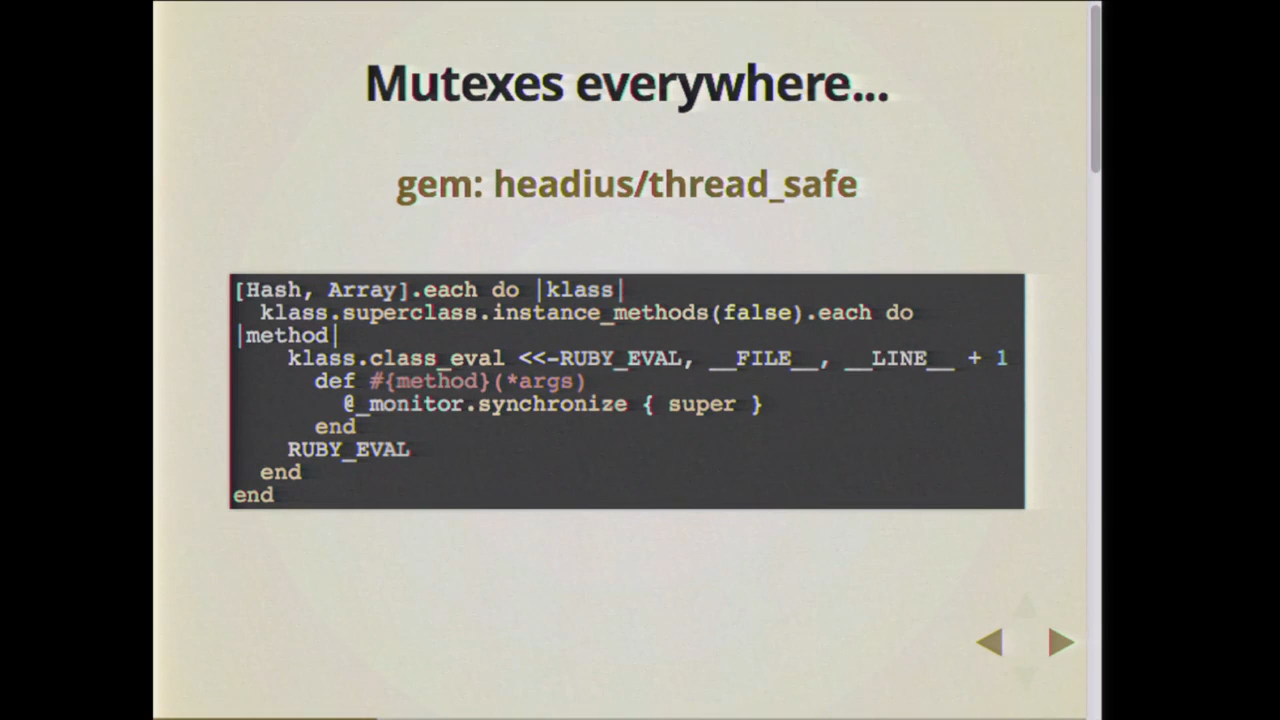 Mutexes everywhere...
gem: headius/thread_safe
[Hash, Array].each do |klass|
  klass.superclass.instance_methods(false).each do
|method|
    klass.class_eval <<-RUBY_EVAL, __FILE__, __LINE__ + 1
      def #{method}(*args)
        @_monitor.synchronize { super }
      end
    RUBY_EVAL
  end
end